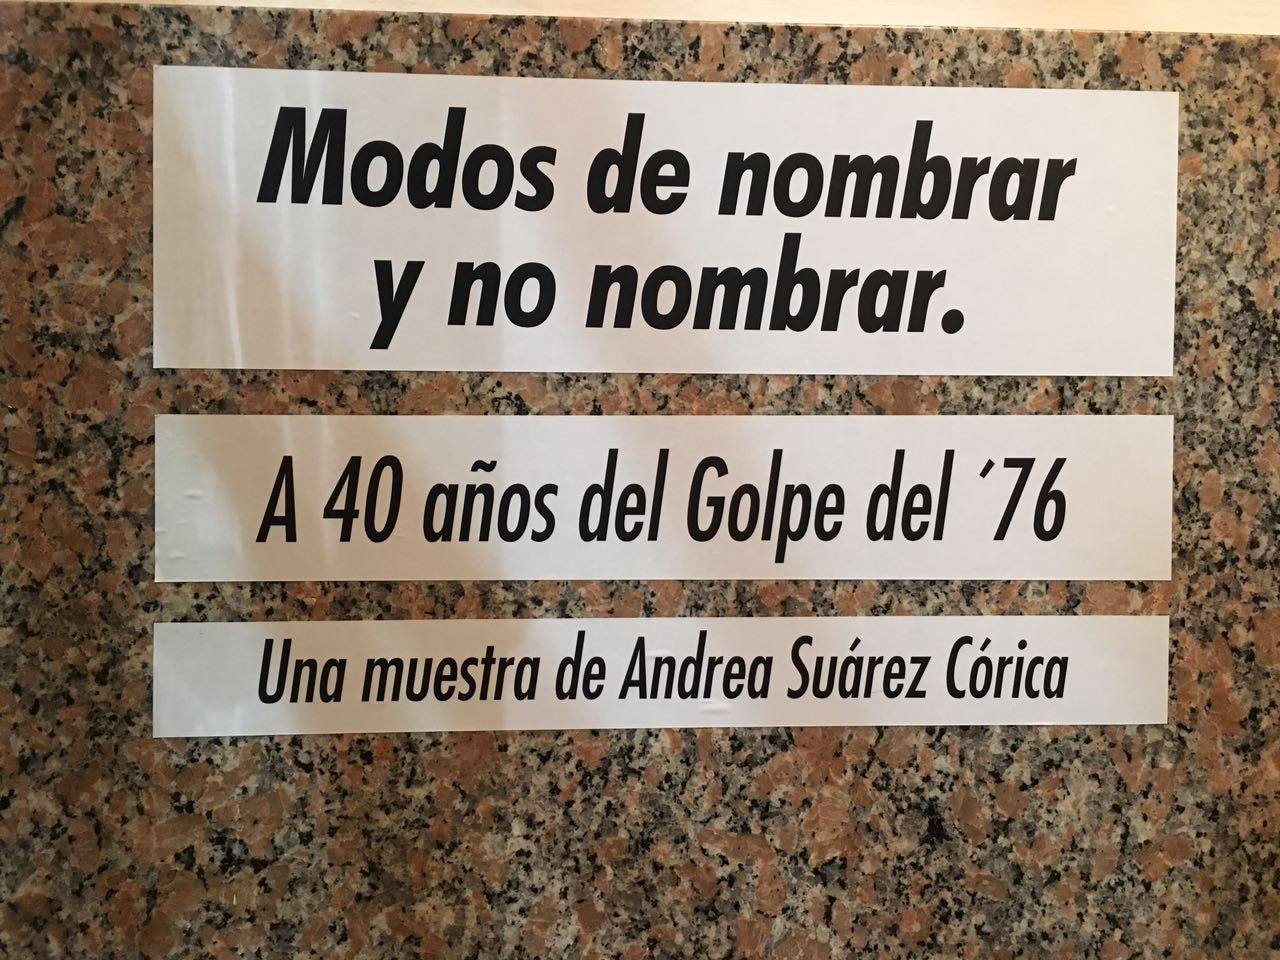 Modos de nombrar
y no nombrar.
A 40 años del Golpe del ´76
Una muestra de Andrea Suárez Córica